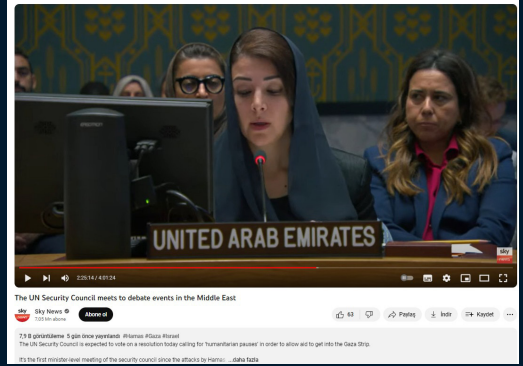 UNITED ARAB EMIRATES
sky
2:25:14 / 4:01:24
The UN Security Council meets to debate events in the Middle East
sky
Sky News
7,93 Mn abone
Abone ol
63
Paylaş
İndir
Kaydet
7,9 B görüntüleme 5 gün önce yayınlandı #Hamas #Gaza #Israel
The UN Security Council is expected to vote on a resolution today calling for 'humanitarian pauses' in order to allow aid to get into the Gaza Strip.
It's the first minister-level meeting of the security council since the attacks by Hamas ...daha fazla